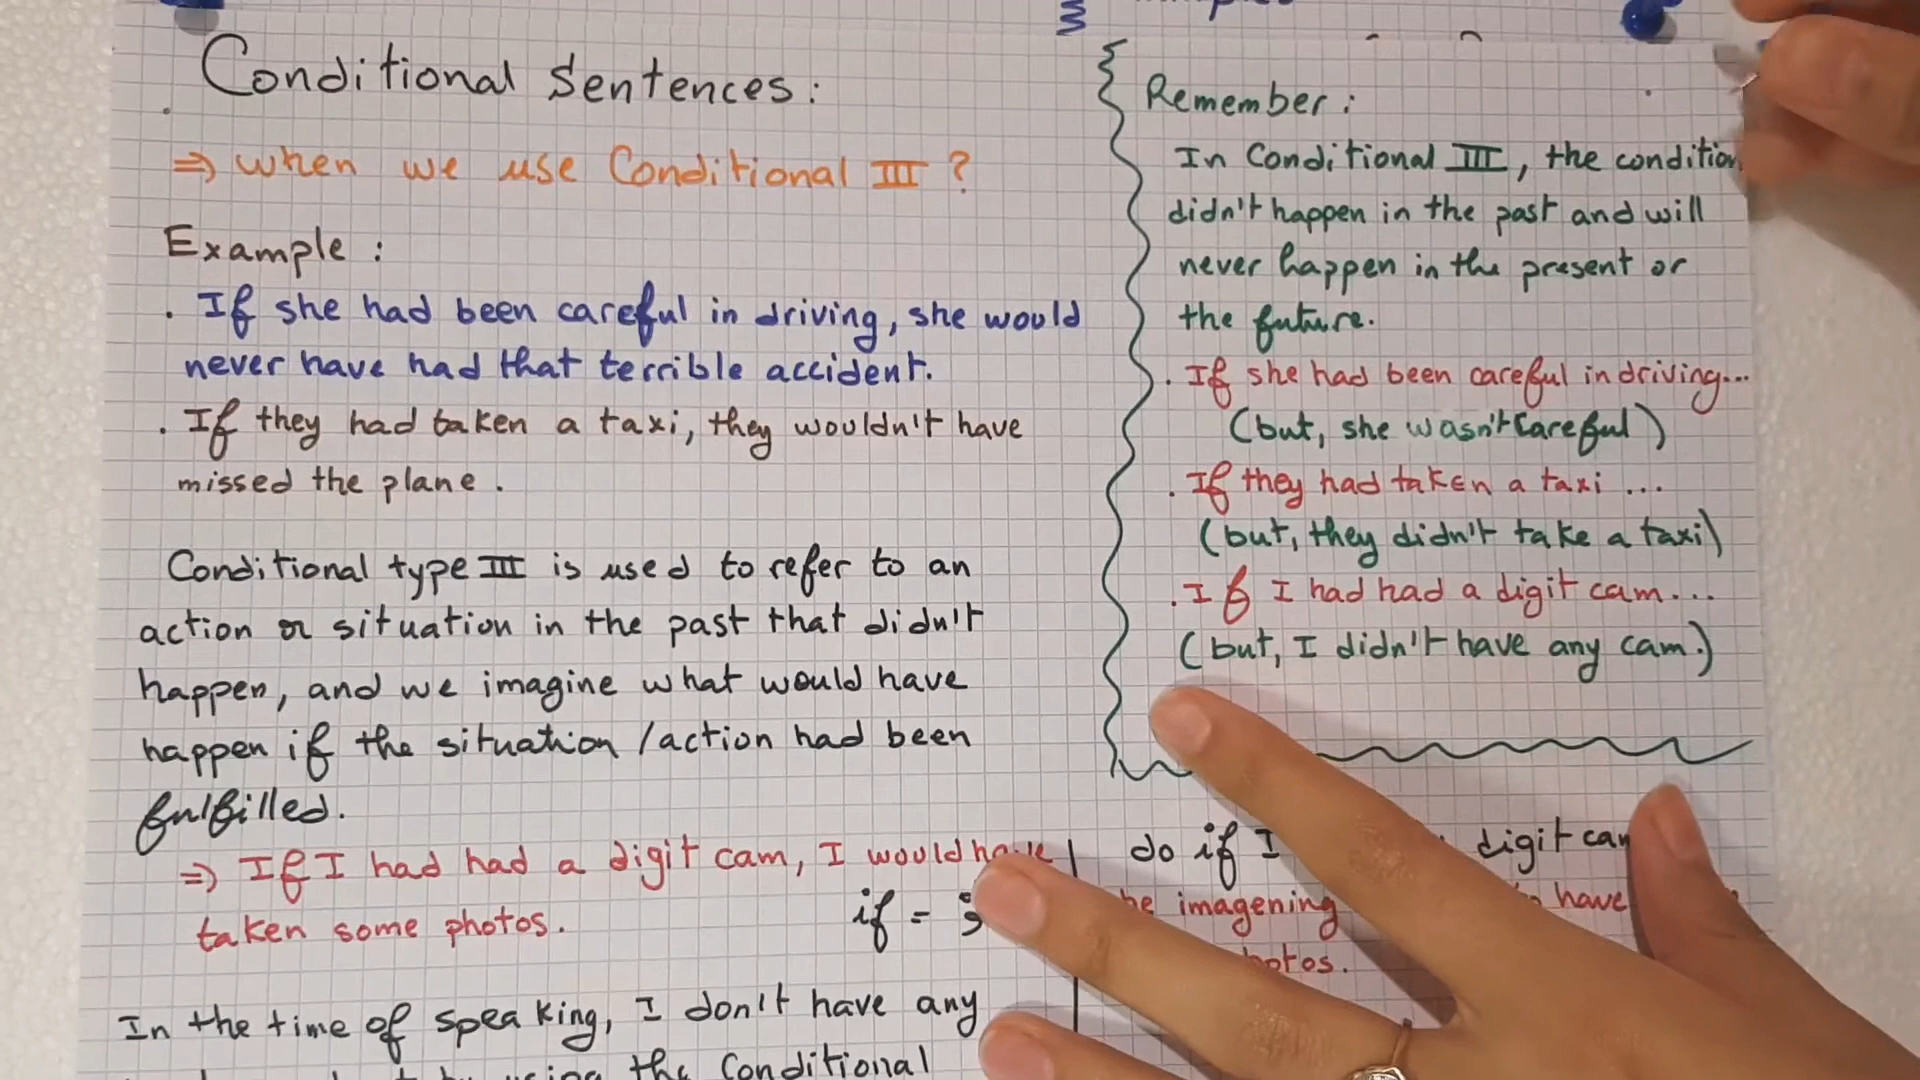 Conditional Sentences:
⇒ when we use Conditional III ?
Example :
. If she had been careful in driving, she would
never have had that terrible accident.
. If they had taken a taxi, they wouldn't have
missed the plane .
Conditional type III is used to refer to an
action or situation in the past that didn't
happen, and we imagine what would have
happen if the situation /action had been
fulfilled.
⇒ If I had had a digit cam, I would have
taken some photos.
if =
In the time of speaking, I don't have any
the Conditional
Remember :
In Conditional III, the condition
didn't happen in the past and will
never happen in the present or
the future.
. If she had been careful in driving...
(but, she wasn't careful)
. If they had taken a taxi ...
(but, they didn't take a taxi)
. If I had had a digit cam...
(but, I didn't have any cam.)
do if I digit cam
imagening have